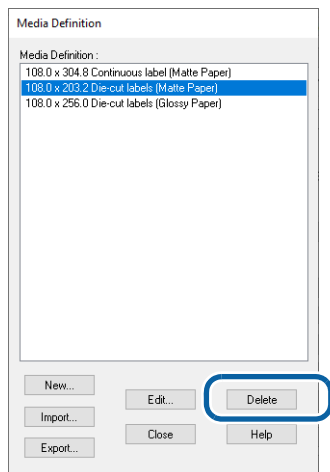 Media Definition
Media Definition :
108.0 x 304.8 Continuous label (Matte Paper)
108.0 x 203.2 Die-cut labels (Matte Paper)
108.0 x 256.0 Die-cut labels (Glossy Paper)
New...
Edit...
Delete
Import...
Close
Help
Export...